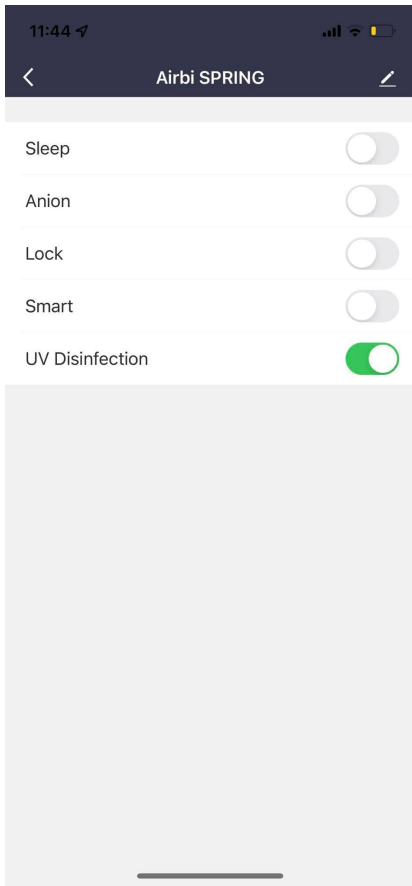 11:44
Airbi SPRING
Sleep
Anion
Lock
Smart
UV Disinfection